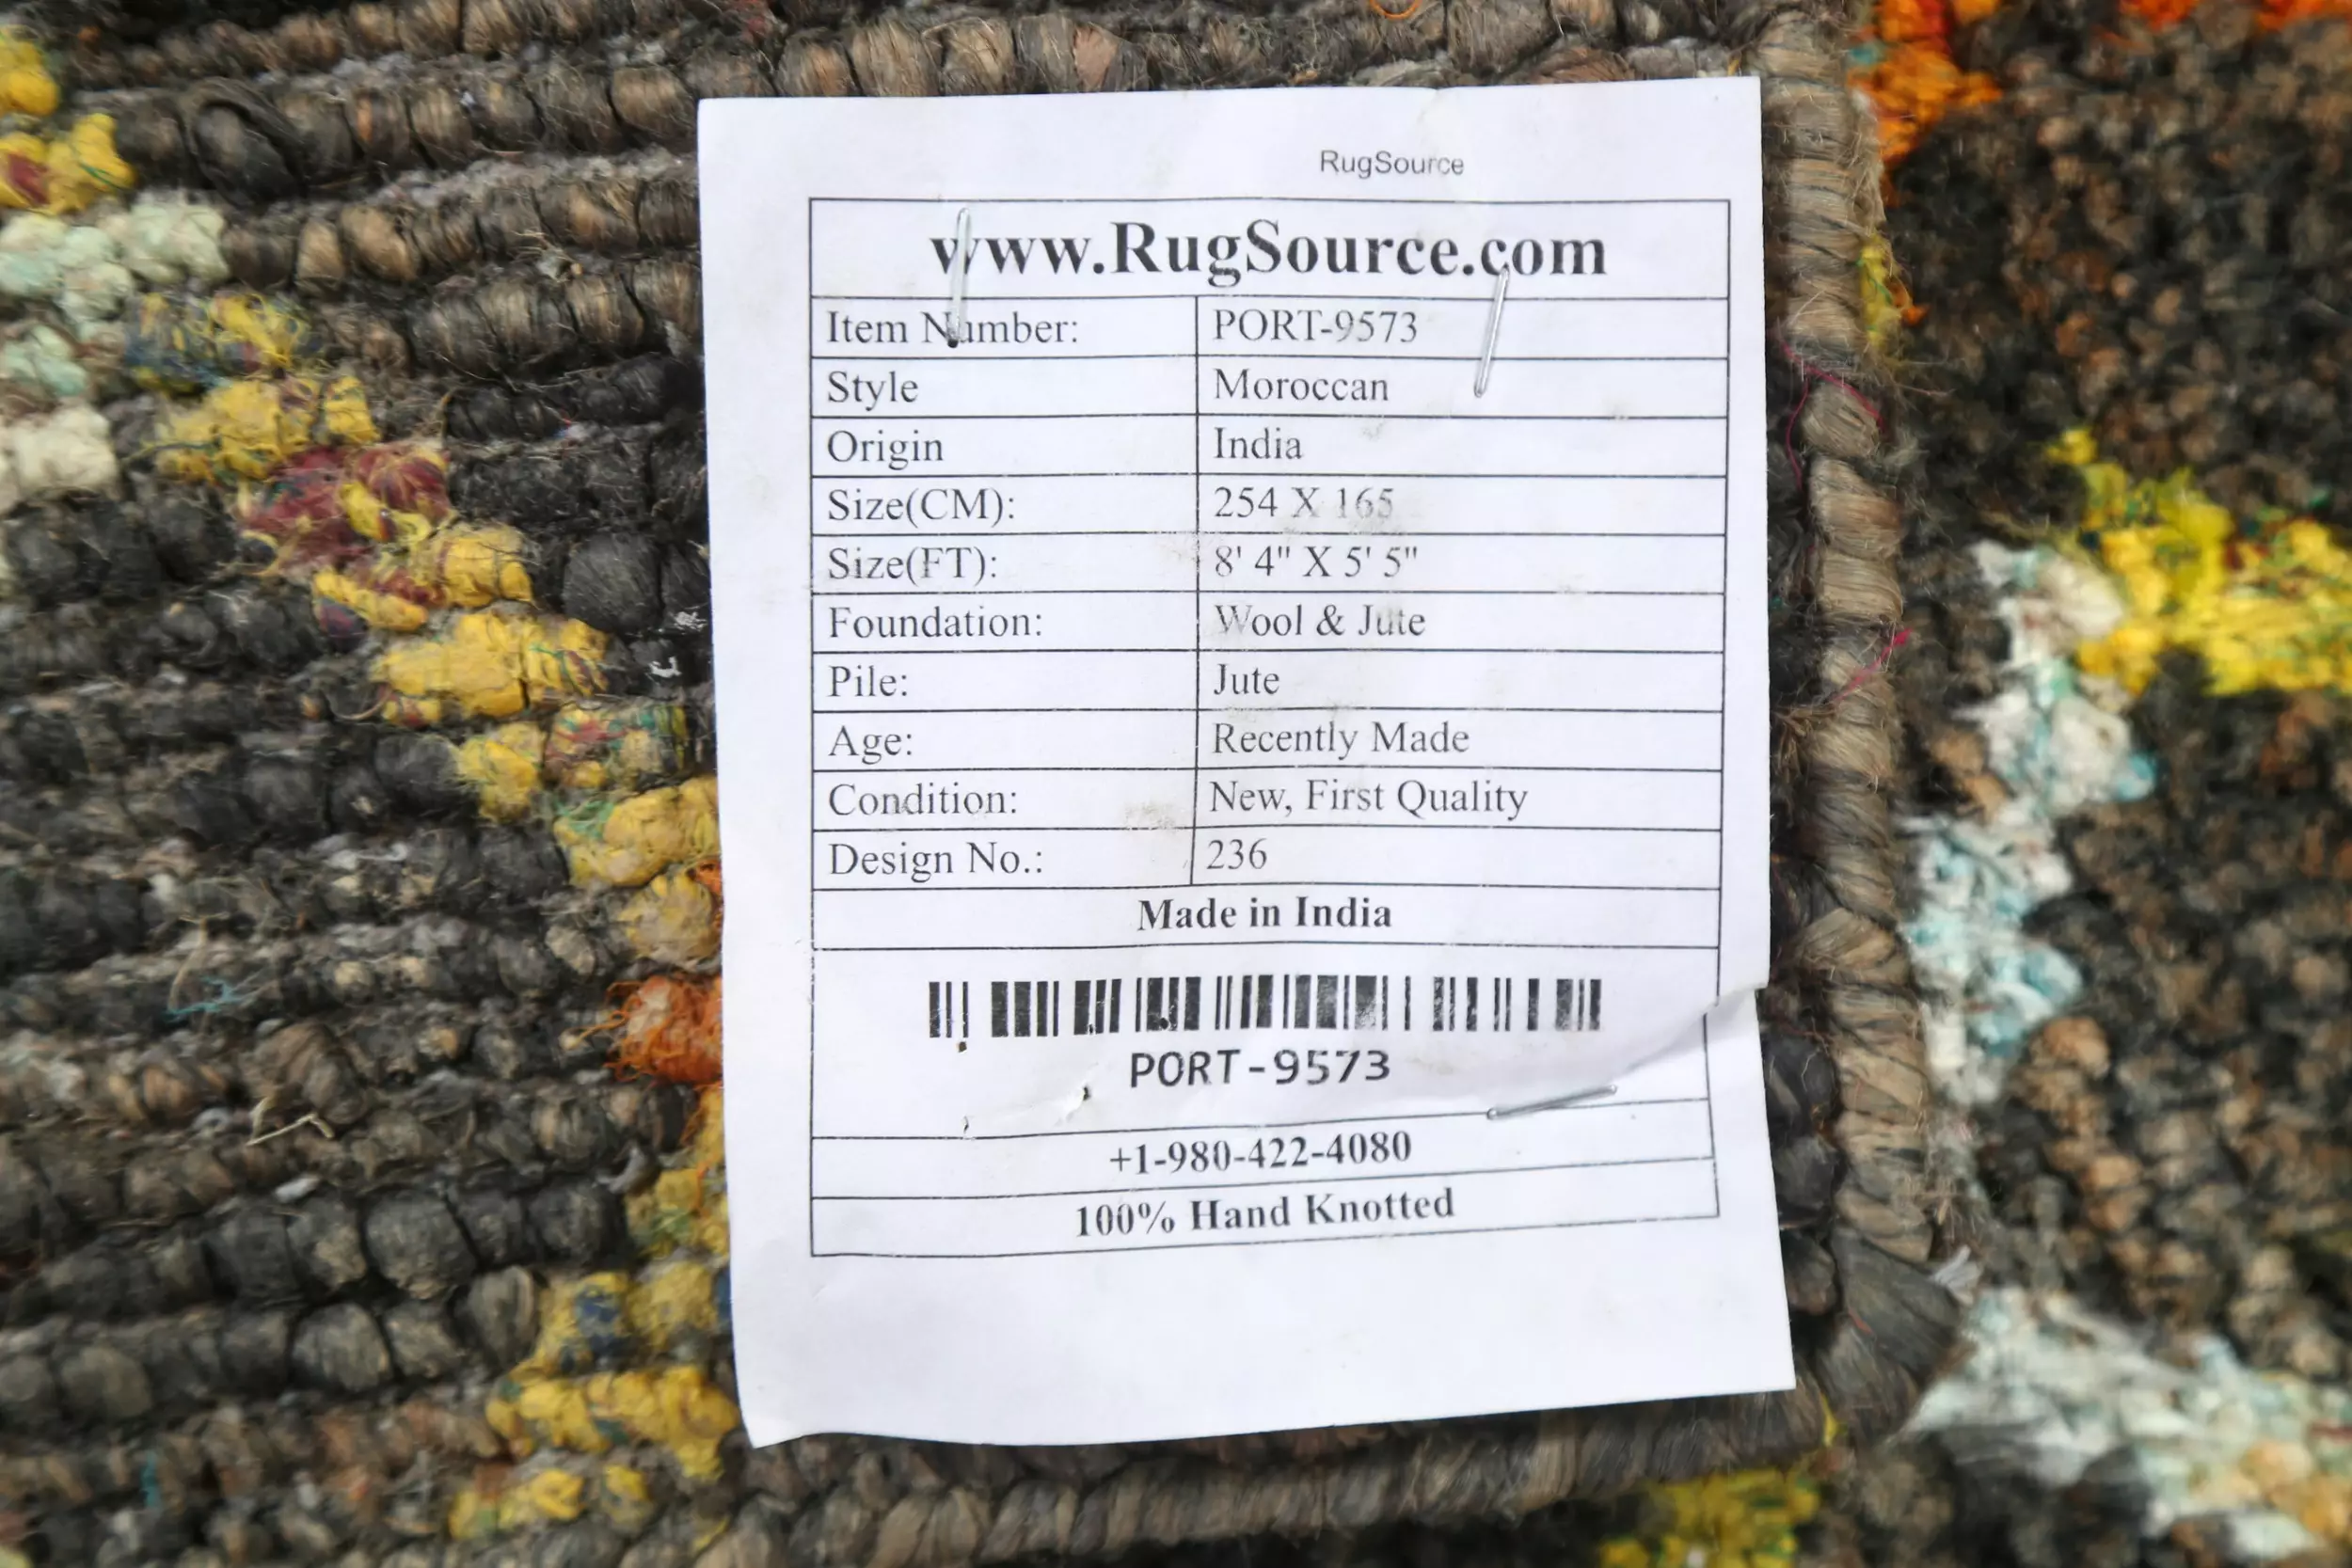 RugSource
www.RugSource.com
Item Number: PORT-9573
Style Moroccan
Origin India
Size(CM): 254 X 165
Size(FT): 8' 4" X 5' 5"
Foundation: Wool & Jute
Pile: Jute
Age: Recently Made
Condition: New, First Quality
Design No.: 236
Made in India
PORT-9573
+1-980-422-4080
100% Hand Knotted